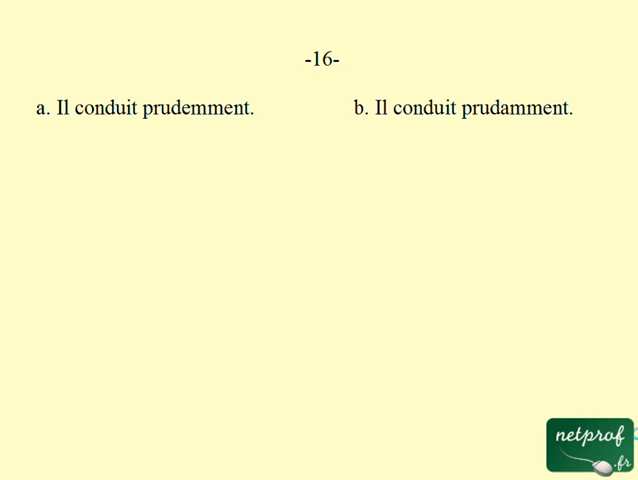 -16-
a. Il conduit prudemment. b. Il conduit prudamment.
netprof
.fr